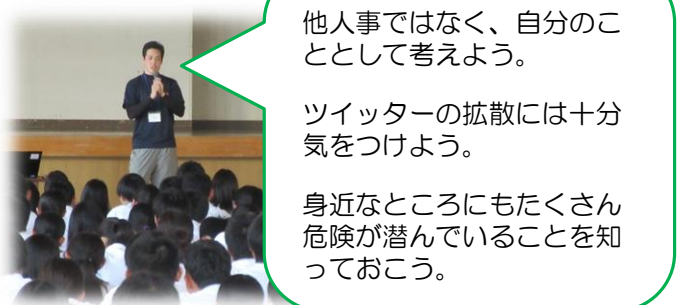 他人事ではなく、自分のこ
ととして考えよう。
ツイッターの拡散には十分
気をつけよう。
身近なところにもたくさん
危険が潜んでいることを知
っておこう。